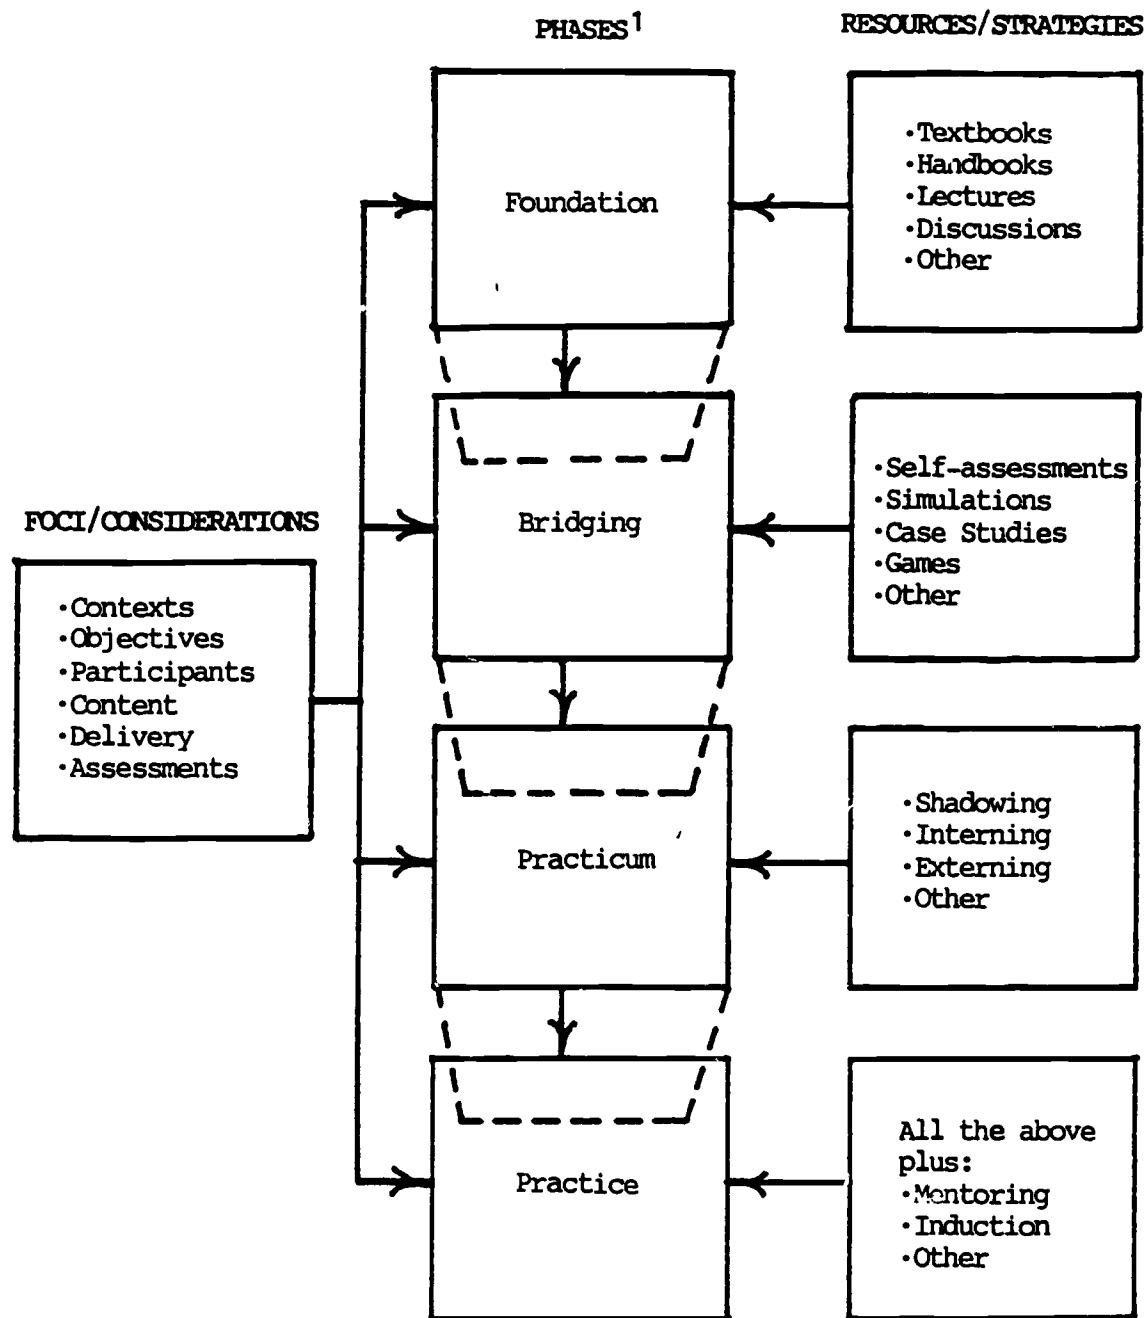 PHASES¹
RESOURCES/STRATEGIES
Foundation
·Textbooks
·Handbooks
·Lectures
·Discussions
·Other
Bridging
·Self-assessments
·Simulations
·Case Studies
·Games
·Other
FOCI/CONSIDERATIONS
·Contexts
·Objectives
·Participants
·Content
·Delivery
·Assessments
Practicum
·Shadowing
·Interning
·Externing
·Other
Practice
All the above
plus:
·Mentoring
·Induction
·Other